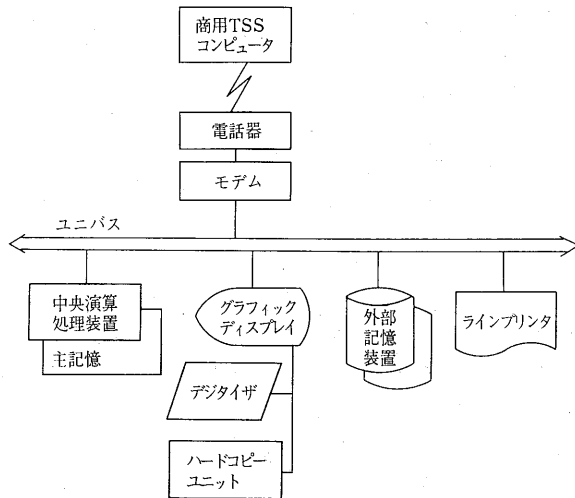 商用TSS
コンピュータ
電話器
モデム
ユニバス
中央演算
処理装置
主記憶
グラフィック
ディスプレイ
外部
記憶
装置
ラインプリンタ
デジタイザ
ハードコピー
ユニット